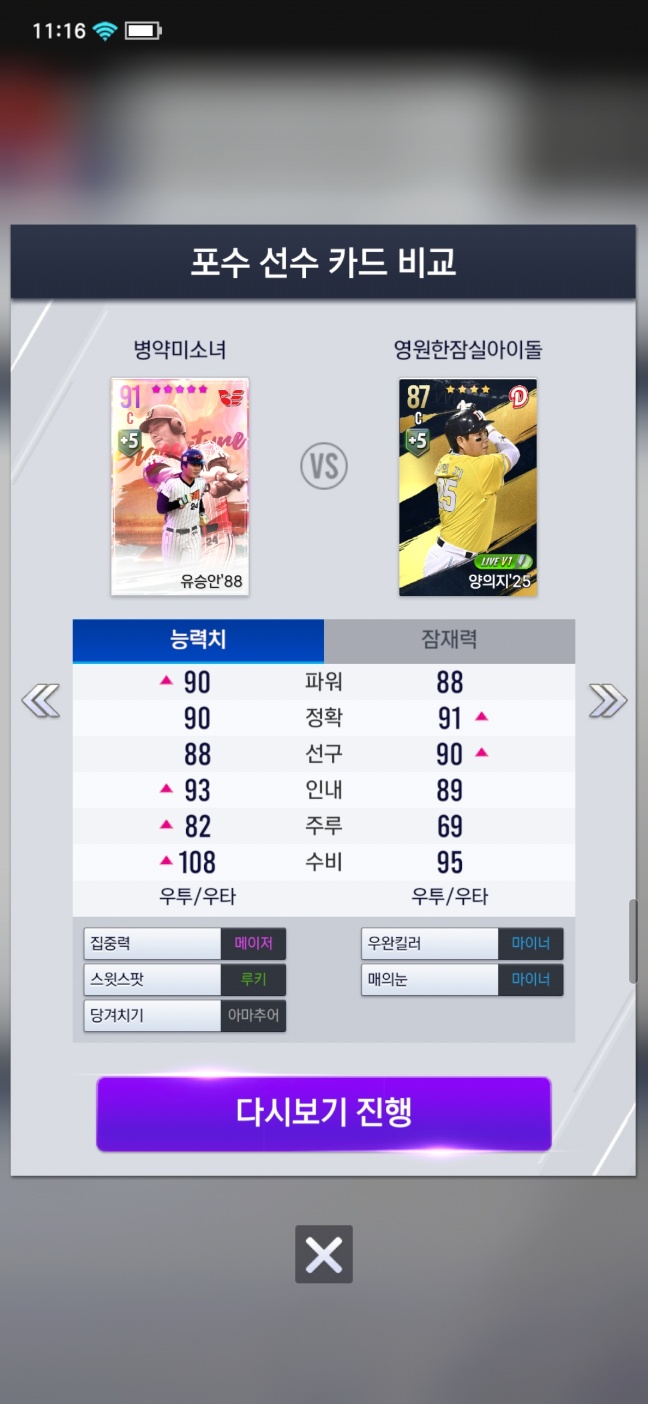 11:16
포수 선수 카드 비교
병약미소녀
영원한잠실아이돌
91
C
+5
Signature
24
24
유승안'88
VS
87
C
+5
D
25
LIVE V1
양의지'25
능력치 잠재력
90 파워 88
90 정확 91
88 선구 90
93 인내 89
82 주루 69
108 수비 95
우투/우타 우투/우타
집중력 메이저 우완킬러 마이너
스윗스팟 루키 매의눈 마이너
당겨치기 아마추어
다시보기 진행